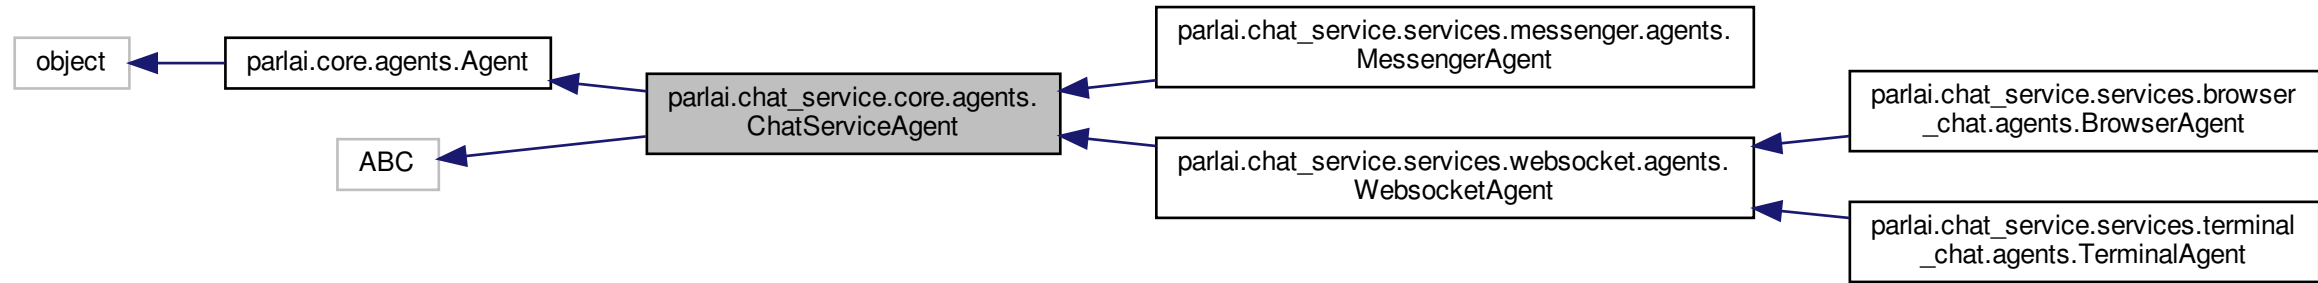 object
parlai.core.agents.Agent
ABC
parlai.chat_service.core.agents.
ChatServiceAgent
parlai.chat_service.services.messenger.agents.
MessengerAgent
parlai.chat_service.services.websocket.agents.
WebsocketAgent
parlai.chat_service.services.browser
_chat.agents.BrowserAgent
parlai.chat_service.services.terminal
_chat.agents.TerminalAgent